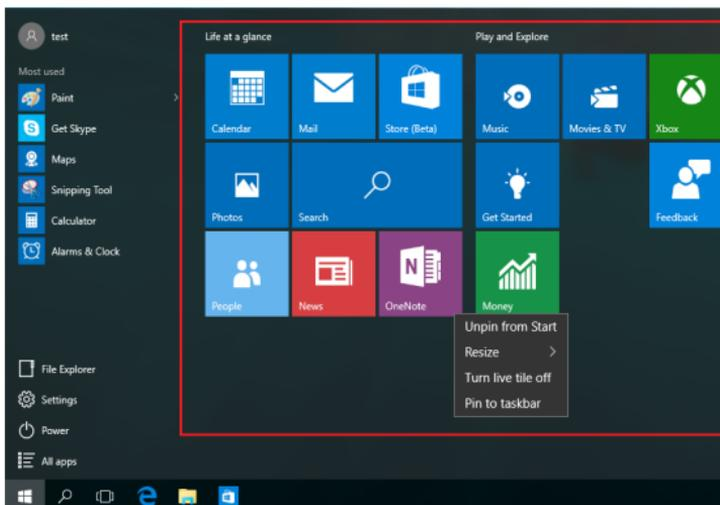 test
Most used
Paint
Get Skype
Maps
Snipping Tool
Calculator
Alarms & Clock
File Explorer
Settings
Power
All apps
Life at a glance
Calendar
Mail
Store (Beta)
Photos
Search
People
News
OneNote
Play and Explore
Music
Movies & TV
Xbox
Get Started
Feedback
Money
Unpin from Start
Resize
Turn live tile off
Pin to taskbar